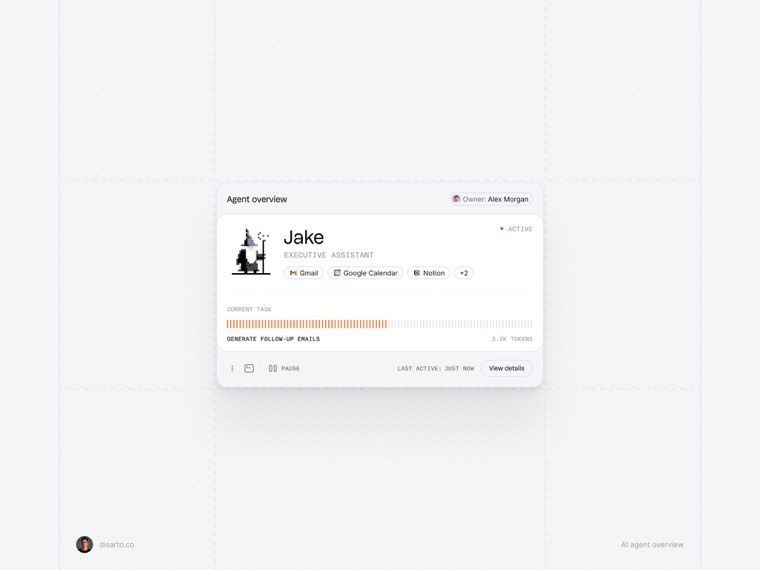 Agent overview
Owner: Alex Morgan
Jake
ACTIVE
EXECUTIVE ASSISTANT
Gmail
Google Calendar
Notion
+2
CURRENT TASK
GENERATE FOLLOW-UP EMAILS
3.2K TOKENS
PAUSE
LAST ACTIVE: JUST NOW
View details
disarto.co
AI agent overview